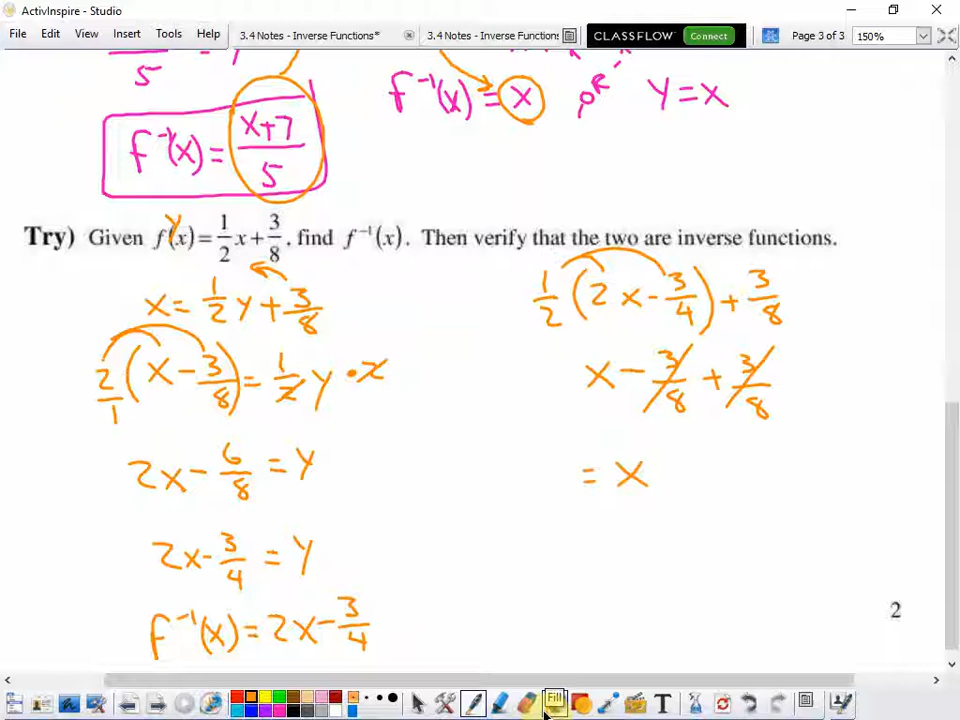 ActivInspire - Studio
File Edit View Insert Tools Help 3.4 Notes - Inverse Functions* 3.4 Notes - Inverse Functions CLASSFLOW Connect Page 3 of 3 150%
5
f⁻¹(x) = x y = x
f⁻¹(x) = (x+7)/5
Try) Given f(x) = 1/2 x + 3/8, find f⁻¹(x). Then verify that the two are inverse functions.
y
x = 1/2 y + 3/8
1/2 (2x - 3/4) + 3/8
2/1 (x - 3/8) = 1/2 y • 2
x - 3/8 + 3/8
2x - 6/8 = y
= x
2x - 3/4 = y
f⁻¹(x) = 2x - 3/4
2
Fill